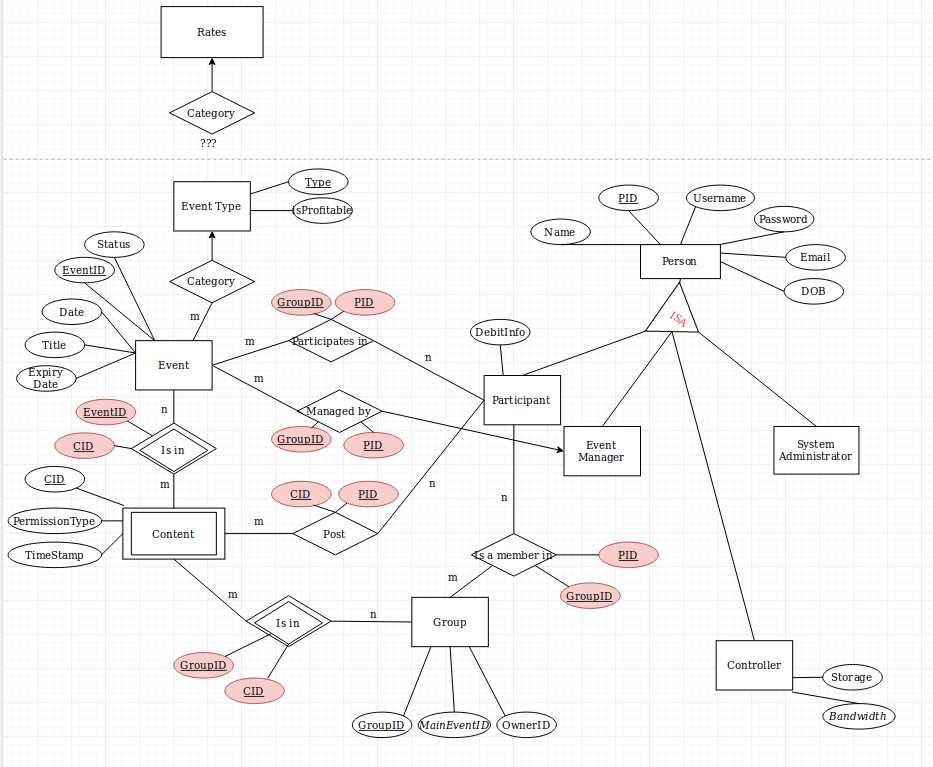 Rates
Category
???
Event Type
Type
IsProfitable
Status
EventID
Date
Title
Expiry
Date
Category
m
Event
m
GroupID
PID
Participates in
n
m
Managed by
GroupID
PID
Name
PID
Username
Password
Email
DOB
Person
ISA
DebitInfo
Participant
Event
Manager
System
Administrator
EventID
CID
n
Is in
m
CID
PermissionType
TimeStamp
Content
m
CID
PID
Post
n
n
Is a member in
PID
GroupID
m
m
Is in
n
GroupID
CID
Group
GroupID
MainEventID
OwnerID
Controller
Storage
Bandwidth